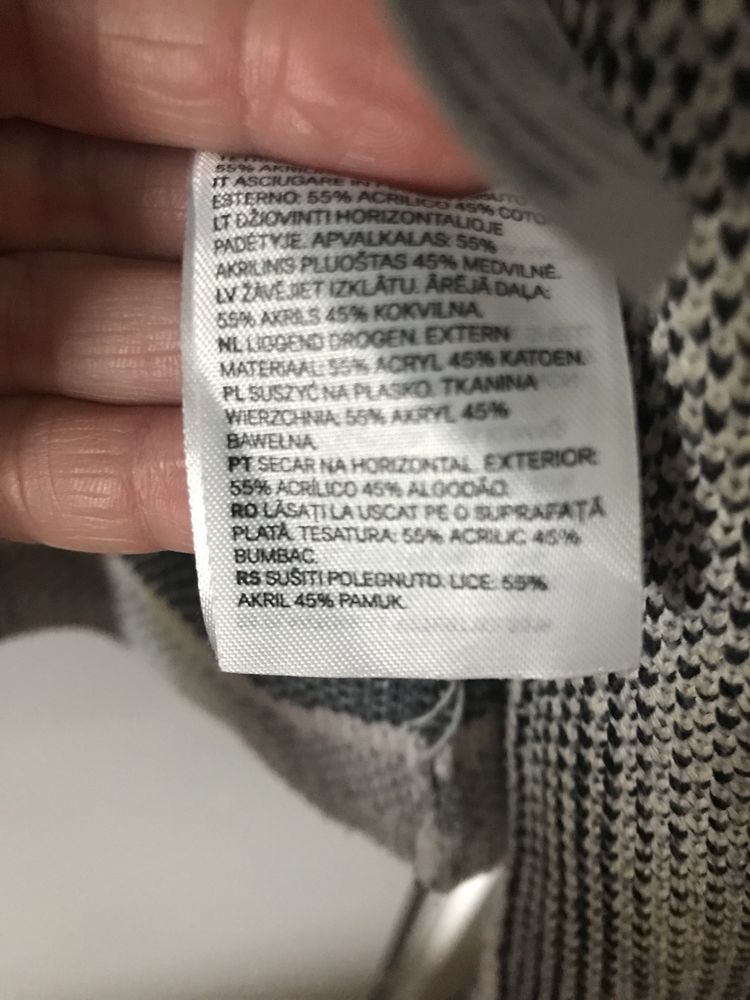 55% AKRIL
IT ASCIUGARE IN
ESTERNO: 55% ACRILICO 45% COTO
LT DŽIOVINTI HORIZONTALIOJE
PADĖTYJE. APVALKALAS: 55%
AKRILINIS PLUOŠTAS 45% MEDVILNĖ.
LV ŽĀVĒJIET IZKLĀTU. ĀRĒJĀ DAĻA:
55% AKRILS 45% KOKVILNA.
NL LIGGEND DROGEN. EXTERN
MATERIAAL: 55% ACRYL 45% KATOEN.
PL SUSZYĆ NA PŁASKO. TKANINA
WIERZCHNIA: 55% AKRYL 45%
BAWEŁNA.
PT SECAR NA HORIZONTAL. EXTERIOR:
55% ACRÍLICO 45% ALGODÃO.
RO LĂSAȚI LA USCAT PE O SUPRAFAȚĂ
PLATĂ. TESATURA: 55% ACRILIC 45%
BUMBAC.
RS SUŠITI POLEGNUTO. LICE: 55%
AKRIL 45% PAMUK.